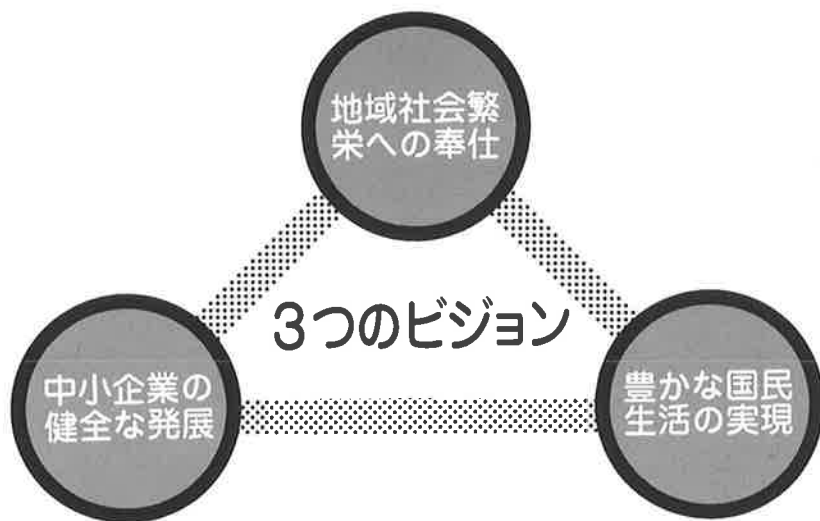 地域社会繁
栄への奉仕
3つのビジョン
中小企業の
健全な発展
豊かな国民
生活の実現